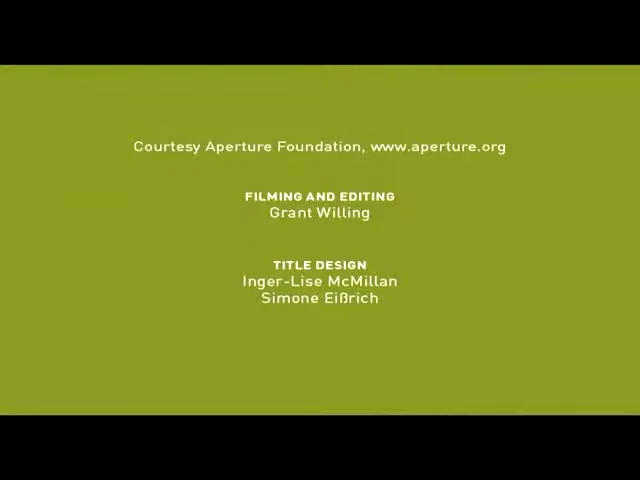 Courtesy Aperture Foundation, www.aperture.org
FILMING AND EDITING
Grant Willing
TITLE DESIGN
Inger-Lise McMillan
Simone Eißrich